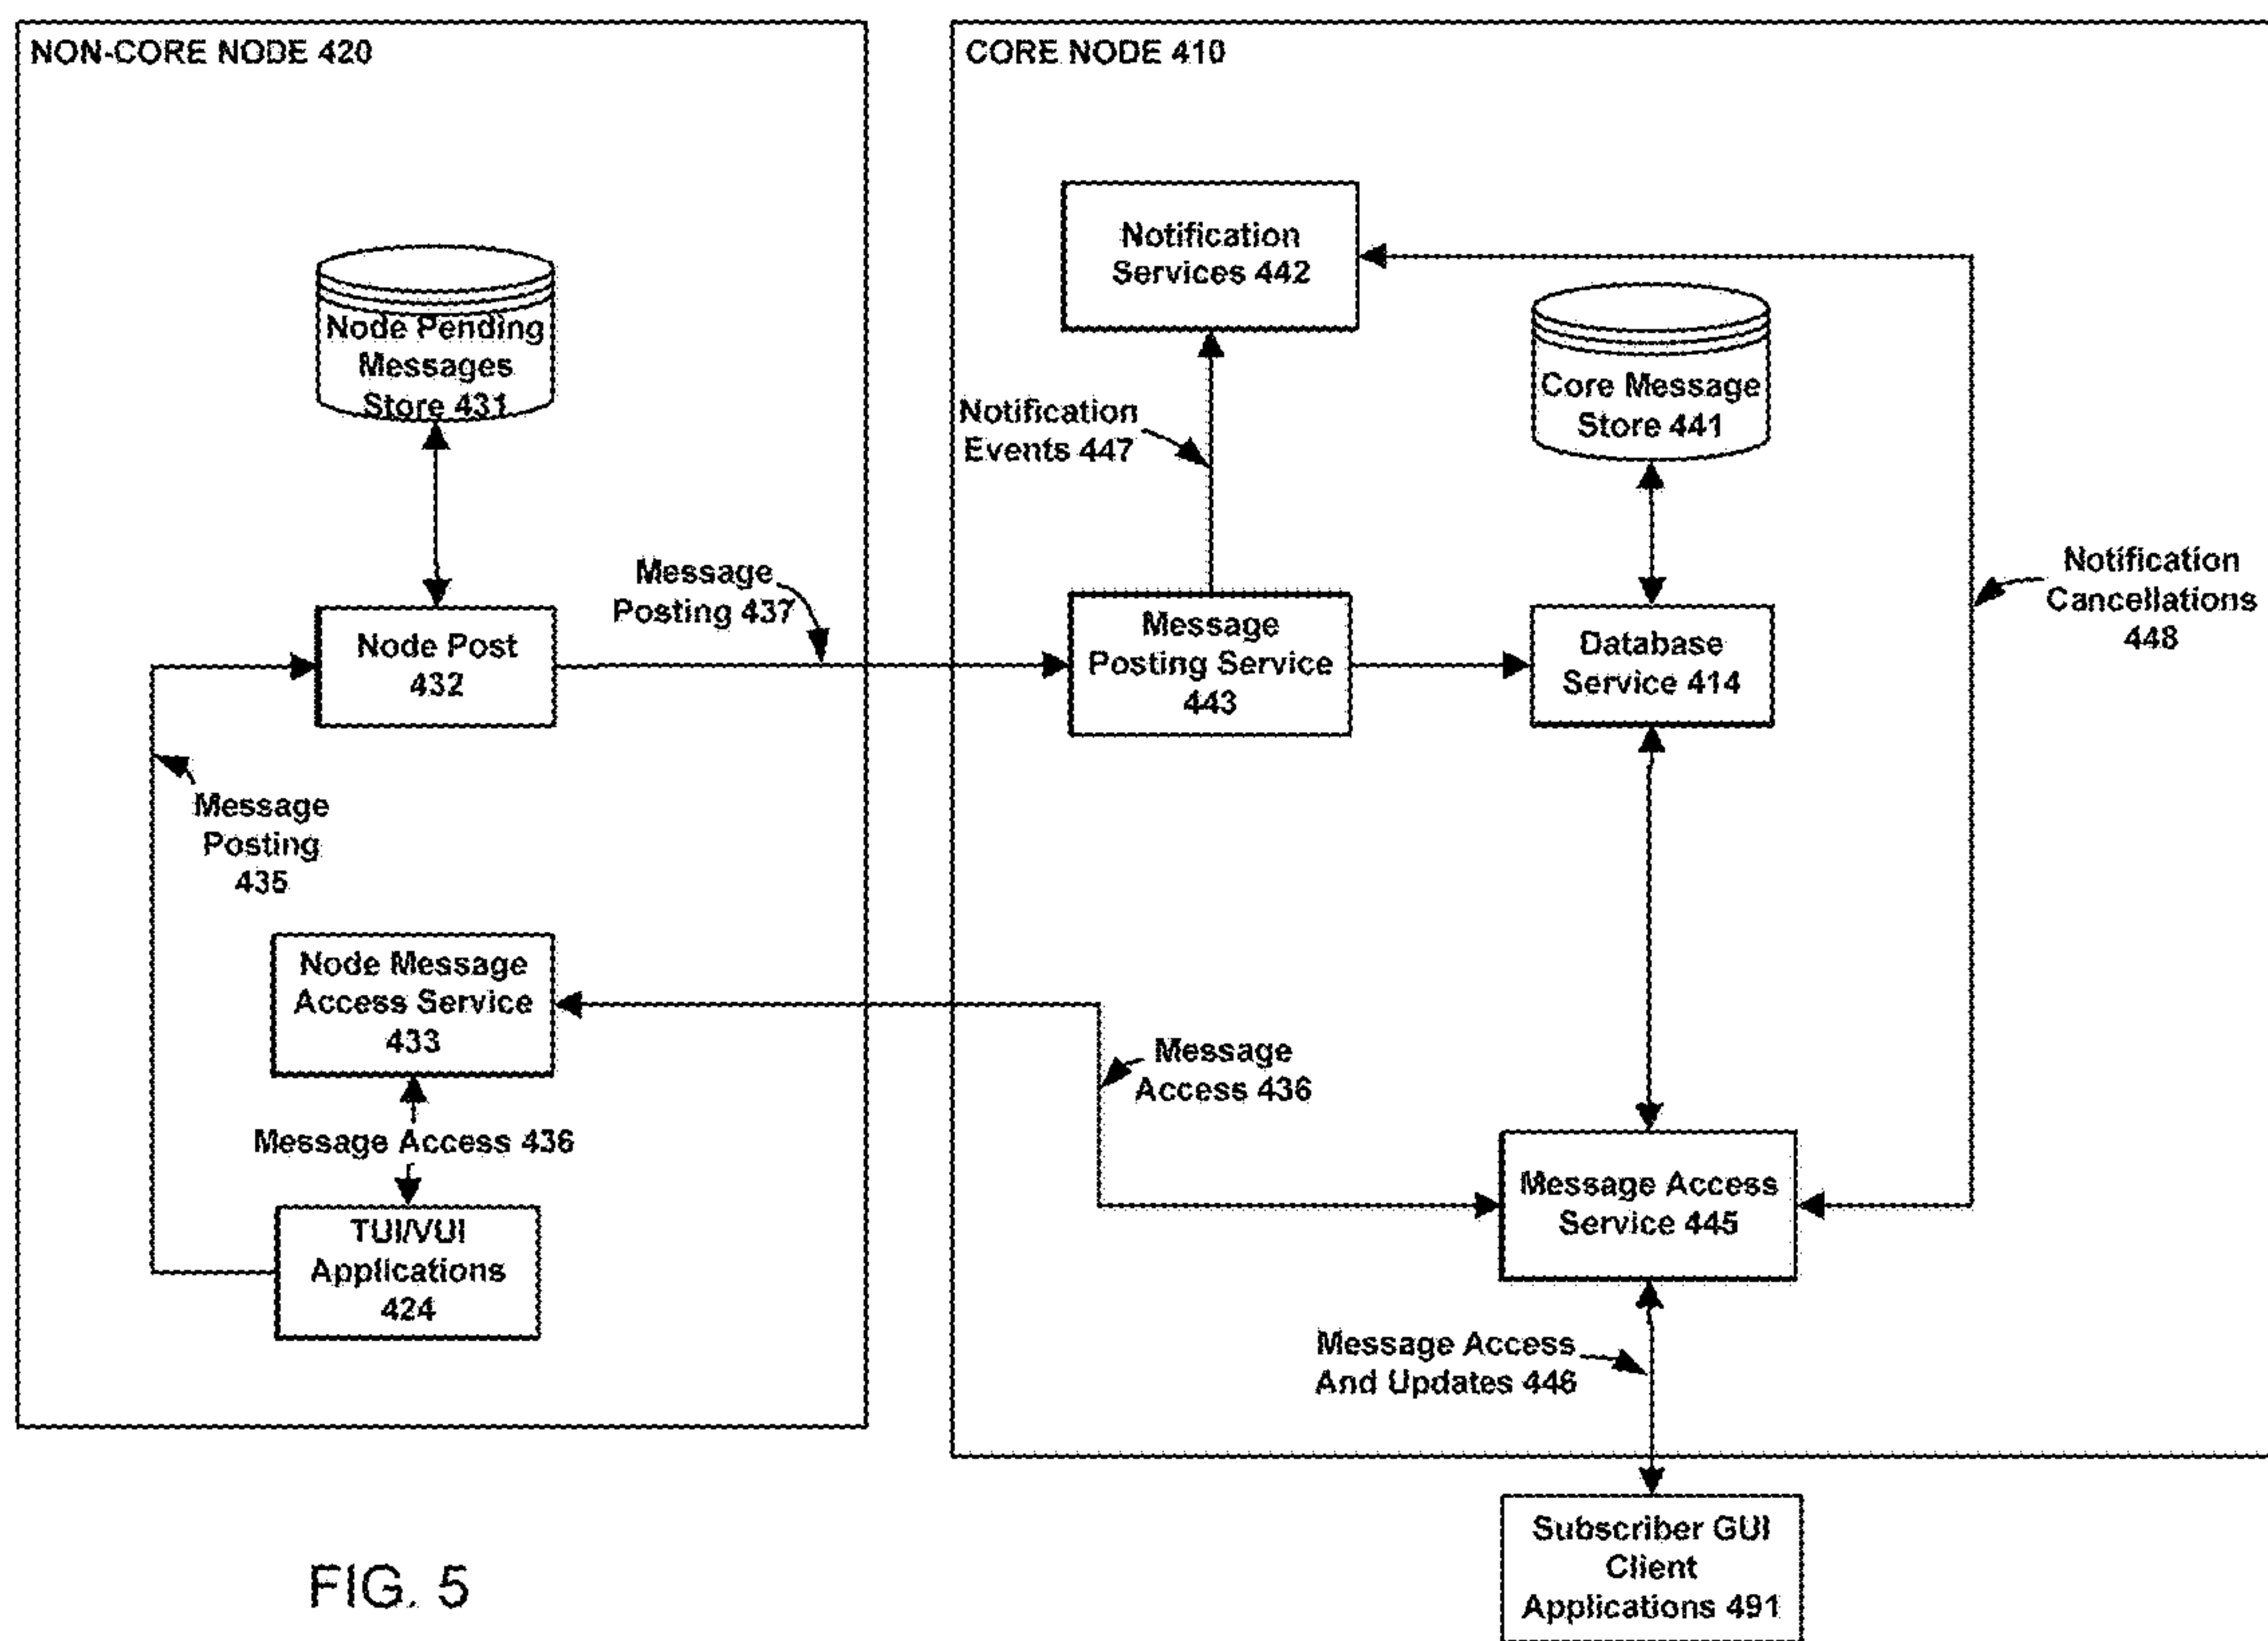 NON-CORE NODE 420
CORE NODE 410
Notification
Services 442
Node Pending
Messages
Store 431
Core Message
Store 441
Notification
Events 447
Notification
Cancellations
448
Message
Posting 437
Node Post
432
Message
Posting Service
443
Database
Service 414
Message
Posting
435
Node Message
Access Service
433
Message
Access 436
Message Access 436
Message Access
Service 445
TUI/VUI
Applications
424
Message Access
And Updates 446
Subscriber GUI
Client
Applications 491
FIG. 5